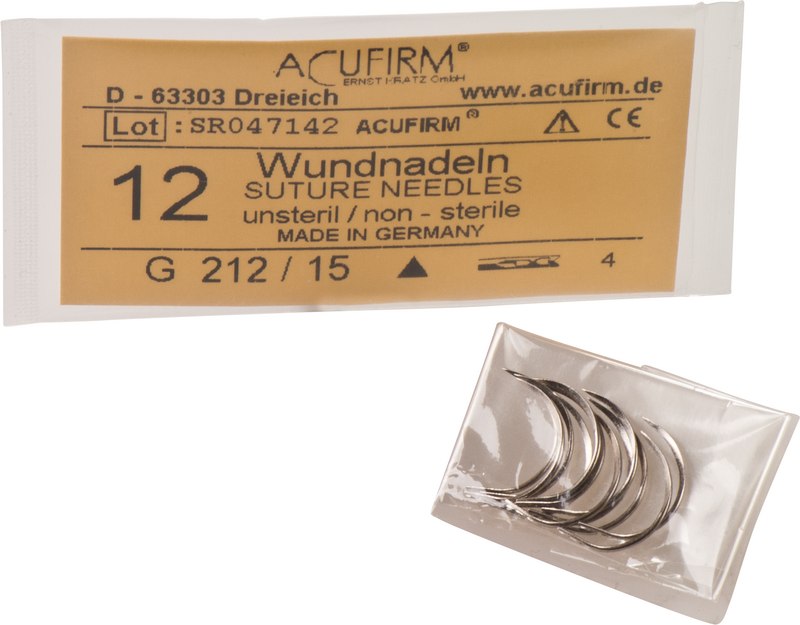 ACUFIRM®
ERNST KRATZ GmbH
D - 63303 Dreieich www.acufirm.de
Lot : SR047142 ACUFIRM® CE
12 Wundnadeln
SUTURE NEEDLES
unsteril / non - sterile
MADE IN GERMANY
G 212 / 15 4